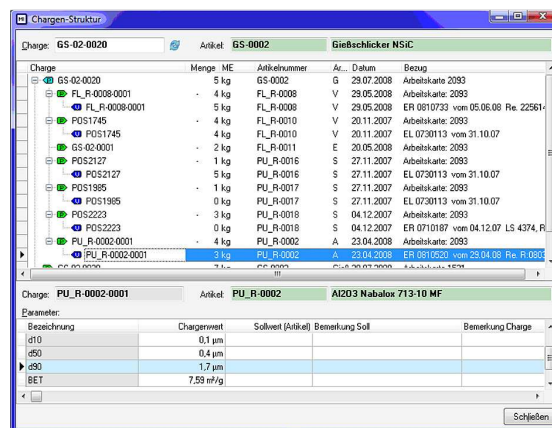 Chargen-Struktur
Charge: GS-02-0020 Artikel: GS-0002 Gießschlicker NSiC
Charge Menge ME Artikelnummer Ar... Datum Bezug
GS-02-0020 5 kg GS-0002 G 29.07.2008 Arbeitskarte 2093
FL_R-0008-0001 - 4 kg FL_R-0008 V 29.05.2008 Arbeitskarte: 2093
FL_R-0008-0001 5 kg FL_R-0008 V 29.05.2008 ER 0810733 vom 05.06.08 Re. 22561
POS1745 - 4 kg FL_R-0010 V 20.11.2007 Arbeitskarte: 2093
POS1745 4 kg FL_R-0010 V 20.11.2007 EL 0730113 vom 31.10.07
GS-02-0001 - 2 kg FL_R-0011 E 20.05.2008 Arbeitskarte: 2093
POS2127 - 1 kg PU_R-0016 S 27.11.2007 Arbeitskarte: 2093
POS2127 5 kg PU_R-0016 S 27.11.2007 EL 0730113 vom 31.10.07
POS1985 - 1 kg PU_R-0017 S 27.11.2007 Arbeitskarte: 2093
POS1985 0 kg PU_R-0017 S 27.11.2007 EL 0730113 vom 31.10.07
POS2223 - 3 kg PU_R-0018 S 04.12.2007 Arbeitskarte: 2093
POS2223 0 kg PU_R-0018 S 04.12.2007 ER 0710187 vom 04.12.07 LS 4374, R
PU_R-0002-0001 - 4 kg PU_R-0002 A 23.04.2008 Arbeitskarte: 2093
PU_R-0002-0001 3 kg PU_R-0002 A 23.04.2008 ER 0810520 vom 29.04.08 Re. R:0803
Charge: PU_R-0002-0001 Artikel: PU_R-0002 Al2O3 Nabalox 713-10 MF
Parameter:
Bezeichnung Chargenwert Sollwert (Artikel) Bemerkung Soll Bemerkung Charge
d10 0,1 µm
d50 0,4 µm
d90 1,7 µm
BET 7,59 m²/g
Schließen